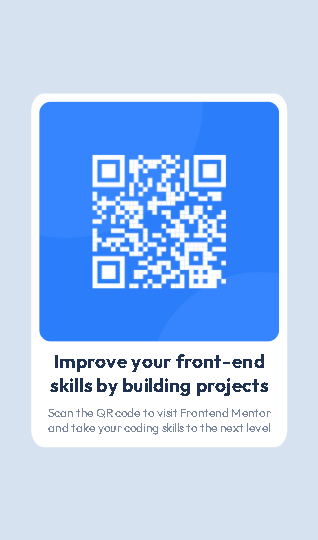 Improve your front-end
skills by building projects
Scan the QR code to visit Frontend Mentor
and take your coding skills to the next level